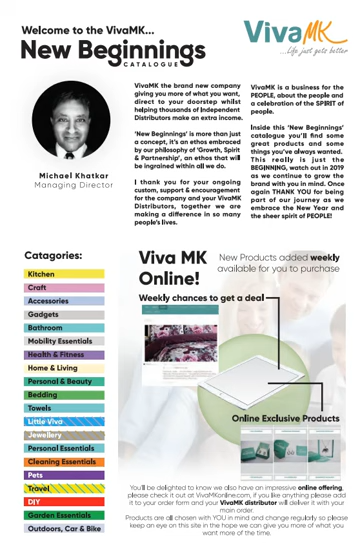 Welcome to the VivaMK...
New Beginnings
CATALOGUE
VivaMK
...Life just gets better
Michael Khatkar
Managing Director
VivaMK the brand new company
giving you more of what you want,
direct to your doorstep whilst
helping thousands of Independent
Distributors make an extra income.
'New Beginnings' is more than just
a concept, it's an ethos embraced
by our philosophy of 'Growth, Spirit
& Partnership', an ethos that will
be ingrained within all we do.
I thank you for your ongoing
custom, support & encouragement
for the company and your VivaMK
Distributors, together we are
making a difference in so many
people's lives.
VivaMK is a business for the
PEOPLE, about the people and
a celebration of the SPIRIT of
people.
Inside this 'New Beginnings'
catalogue you'll find some
great products and some
things you've always wanted.
This really is just the
BEGINNING, watch out in 2019
as we continue to grow the
brand with you in mind. Once
again THANK YOU for being
part of our journey as we
embrace the New Year and
the sheer spirit of PEOPLE!
Catagories:
Kitchen
Craft
Accessories
Gadgets
Bathroom
Mobility Essentials
Health & Fitness
Home & Living
Personal & Beauty
Bedding
Towels
Little Viva
Jewellery
Personal Essentials
Cleaning Essentials
Pets
Travel
DIY
Garden Essentials
Outdoors, Car & Bike
Viva MK
Online!
New Products added weekly
available for you to purchase
Weekly chances to get a deal
Online Exclusive Products
You'll be delighted to know we also have an impressive online offering,
please check it out at VivaMKonline.com, if you like anything please add
it to your order form and your VivaMK distributor will deliver it with your
main order.
Products are all chosen with YOU in mind and change regularly so please
keep an eye on this site in the hope we can give you more of what you
want more of the time.